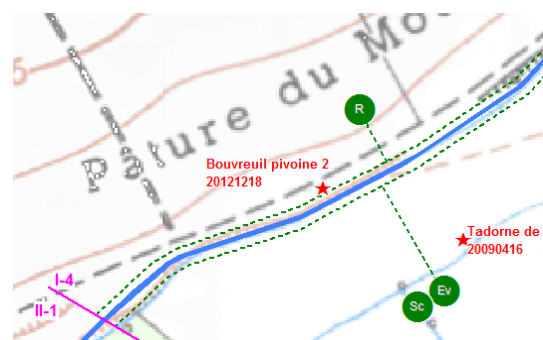 Pâture du Mo
R
Bouvreuil pivoine 2
20121218
Tadorne de
20090416
I-4
II-1
Ev
Sc